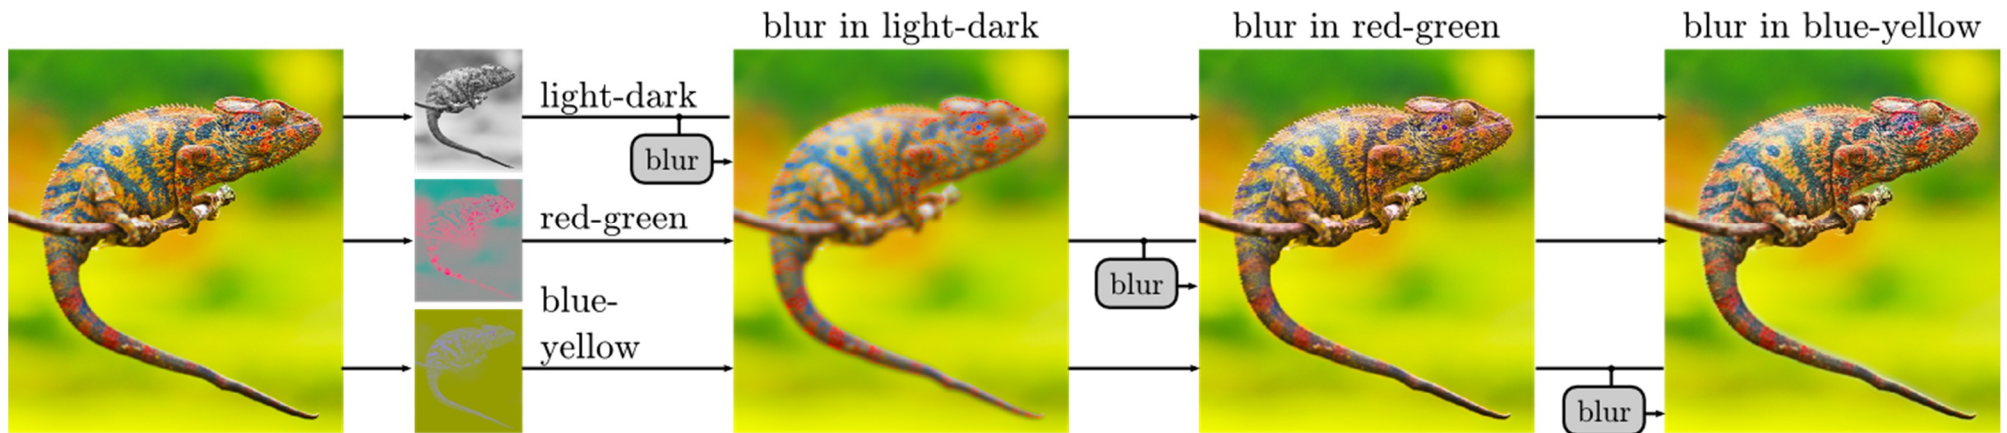 blur in light-dark
blur in red-green
blur in blue-yellow
light-dark
blur
red-green
blur
blue-
yellow
blur